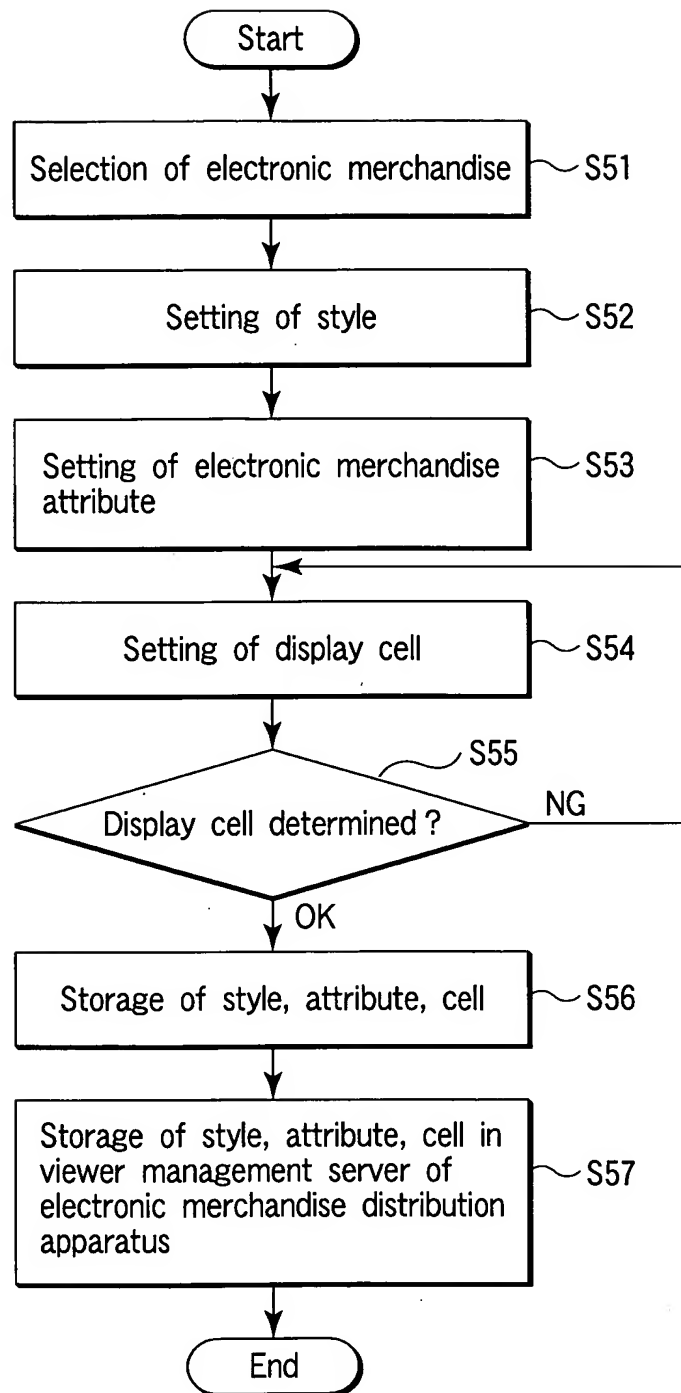 Start
Selection of electronic merchandise
S51
Setting of style
S52
Setting of electronic merchandise
attribute
S53
Setting of display cell
S54
S55
Display cell determined ?
NG
OK
Storage of style, attribute, cell
S56
Storage of style, attribute, cell in
viewer management server of
electronic merchandise distribution
apparatus
S57
End